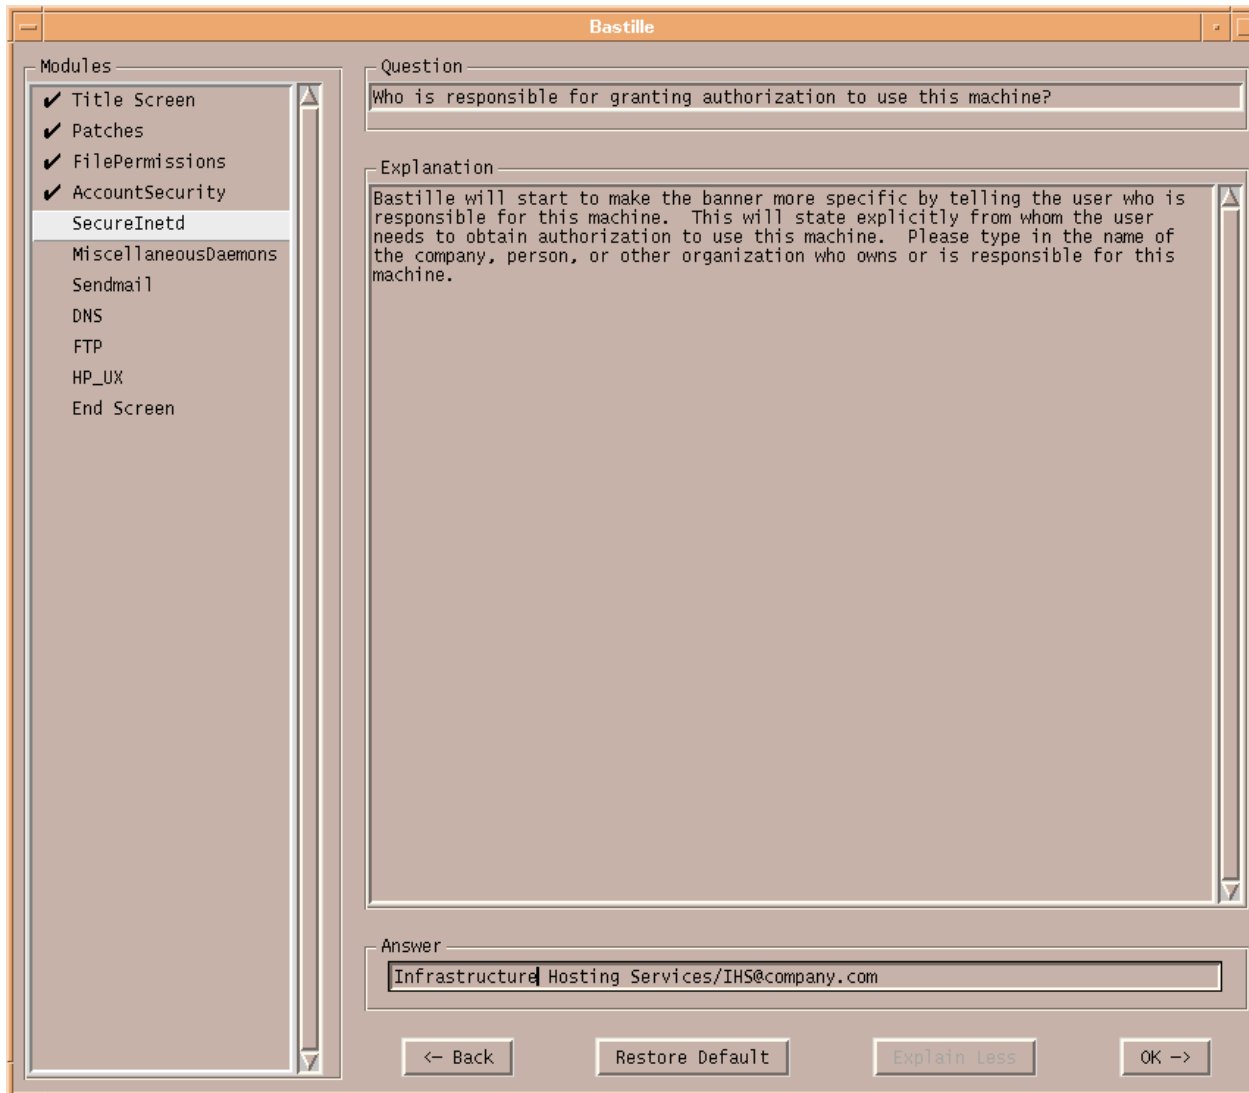 Bastille
Modules
✔ Title Screen
✔ Patches
✔ FilePermissions
✔ AccountSecurity
SecureInetd
MiscellaneousDaemons
Sendmail
DNS
FTP
HP_UX
End Screen
Question
Who is responsible for granting authorization to use this machine?
Explanation
Bastille will start to make the banner more specific by telling the user who is
responsible for this machine.  This will state explicitly from whom the user
needs to obtain authorization to use this machine.  Please type in the name of
the company, person, or other organization who owns or is responsible for this
machine.
Answer
Infrastructure Hosting Services/IHS@company.com
<- Back
Restore Default
Explain Less
OK ->